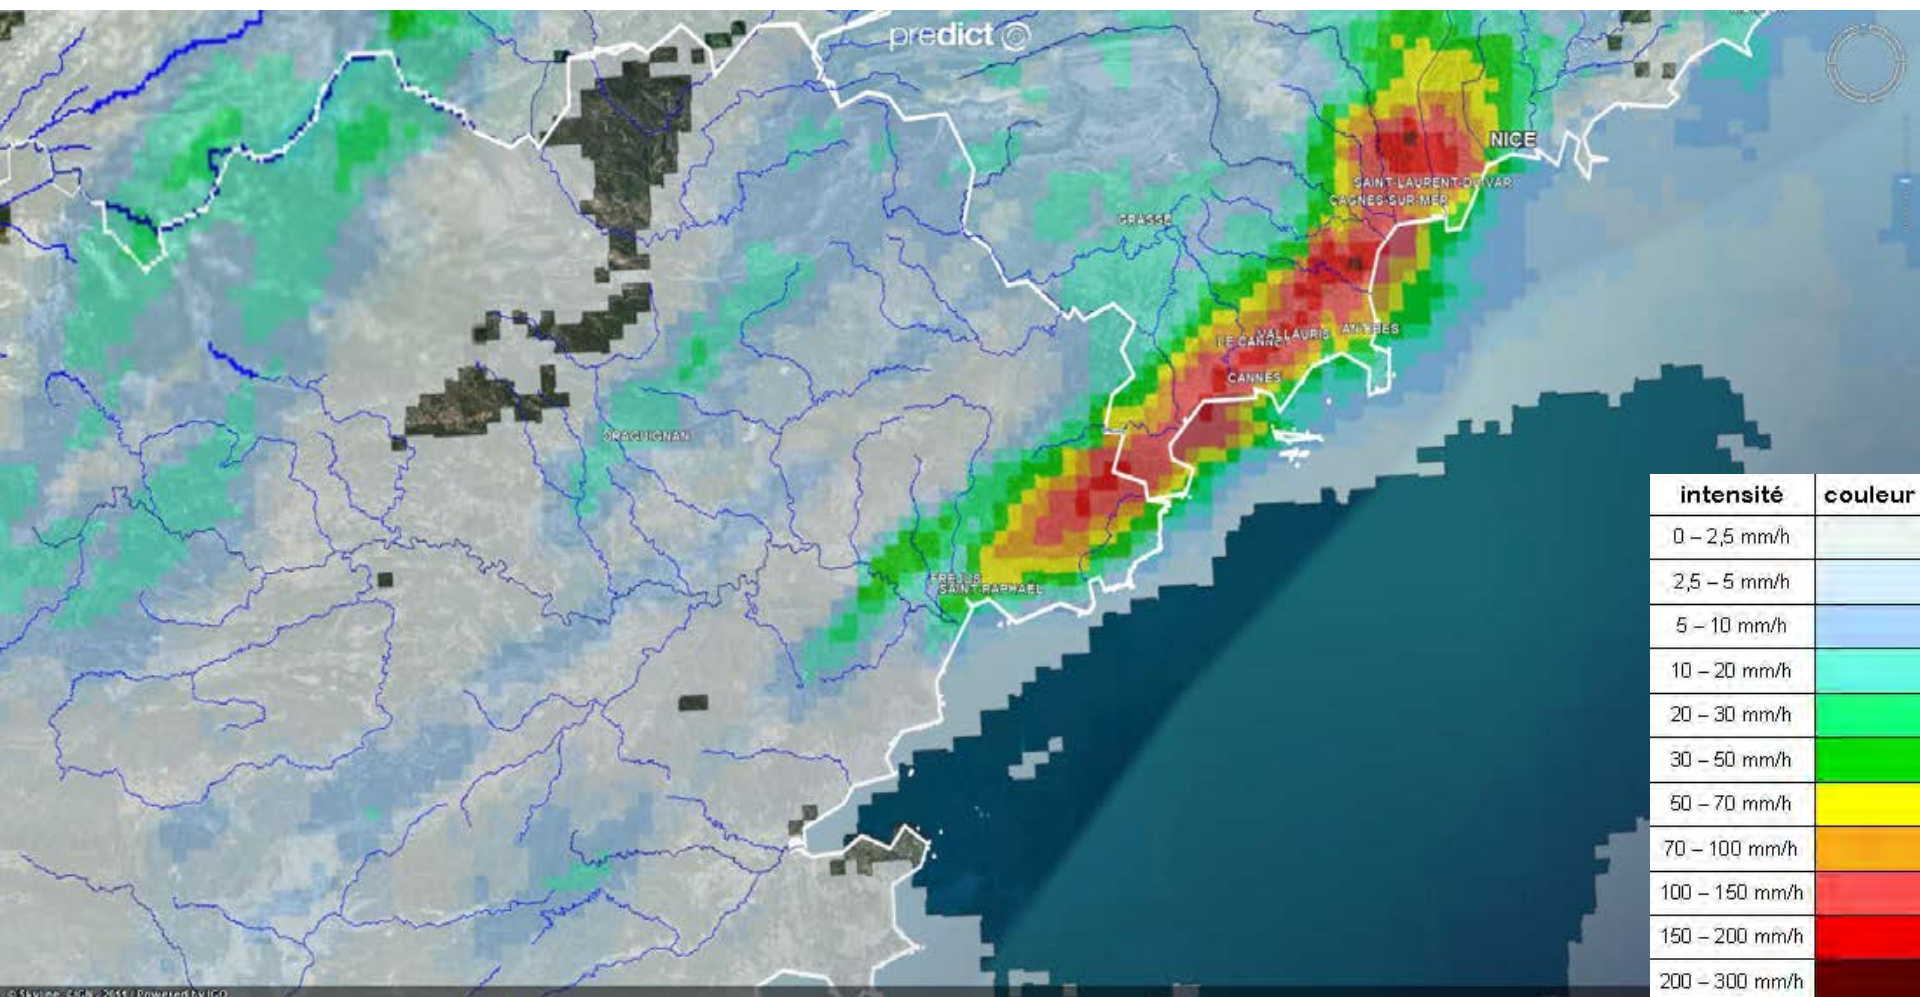 predict
NICE
SAINT-LAURENT-DU-VAR
CAGNES-SUR-MER
GRASSE
VALLAURIS
ANTIBES
LE CANNET
CANNES
DRAGUIGNAN
FREJUS
SAINT-RAPHAEL
intensité couleur
0 – 2,5 mm/h
2,5 – 5 mm/h
5 – 10 mm/h
10 – 20 mm/h
20 – 30 mm/h
30 – 50 mm/h
50 – 70 mm/h
70 – 100 mm/h
100 – 150 mm/h
150 – 200 mm/h
200 – 300 mm/h